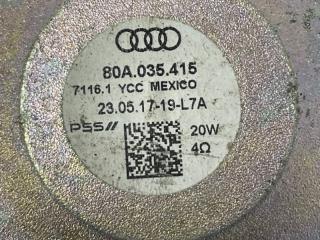 80A.035.415
7116.1 YCC MEXICO
23.05.17-19-L7A
PSS//
20W
4Ω